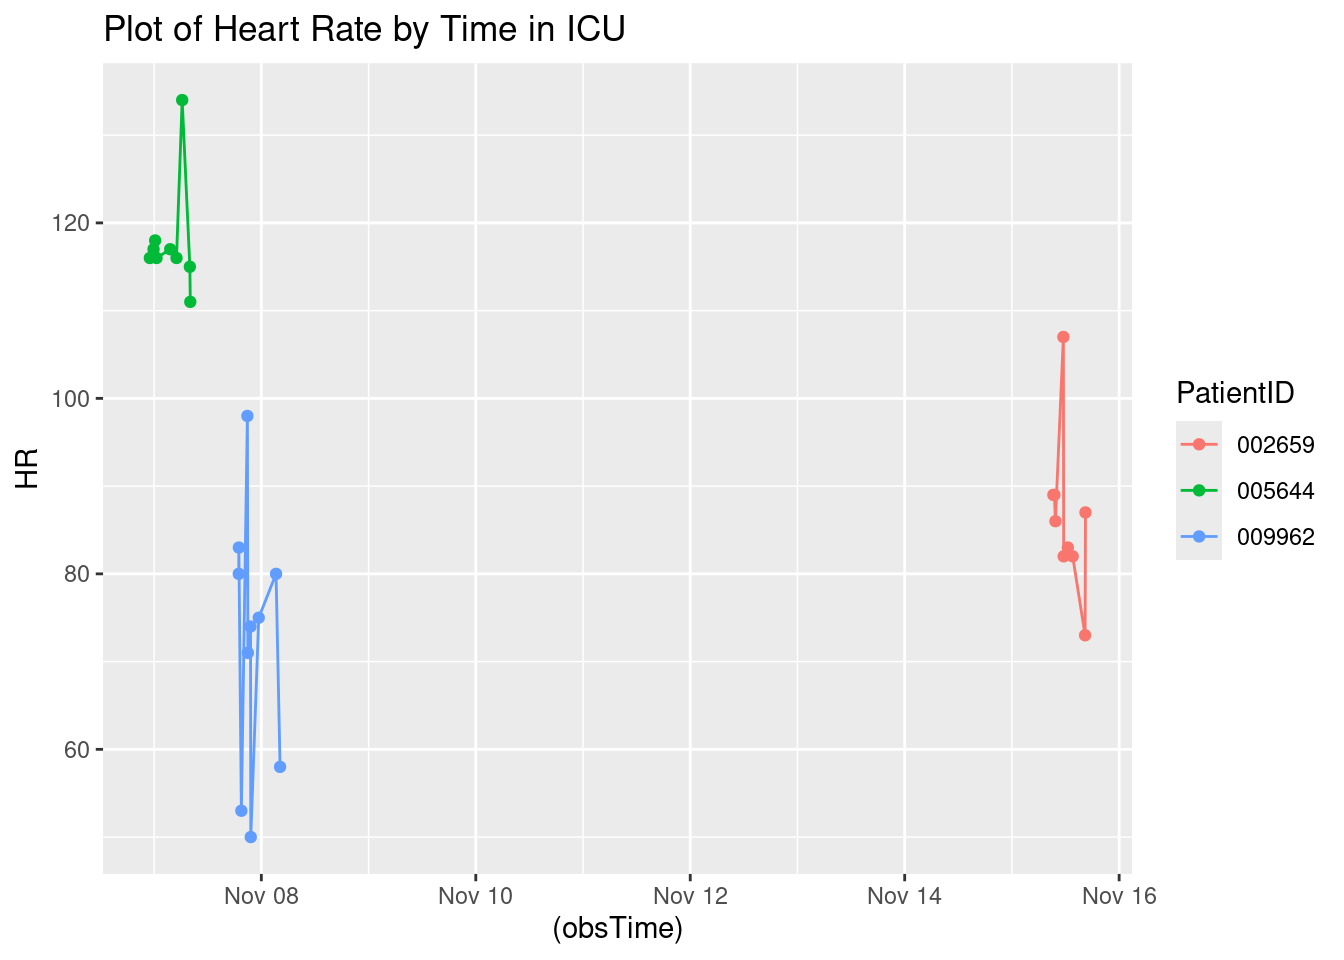 Plot of Heart Rate by Time in ICU
120
100
80
60
HR
Nov 08 Nov 10 Nov 12 Nov 14 Nov 16
(obsTime)
PatientID
002659
005644
009962